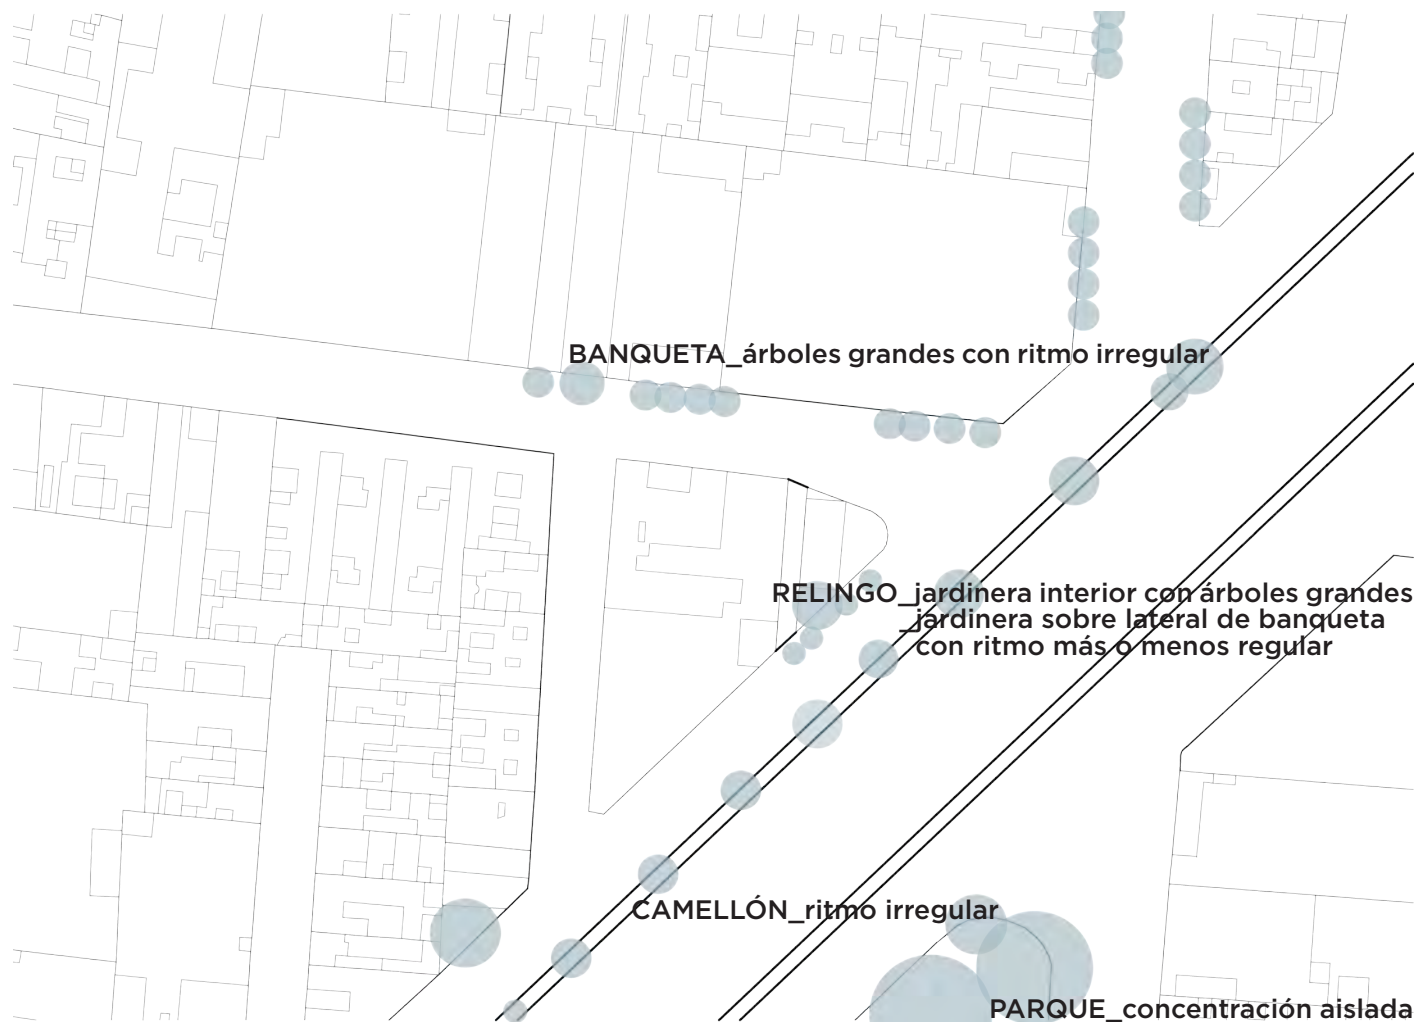 BANQUETA_árboles grandes con ritmo irregular
RELINGO_jardinera interior con árboles grandes
_jardinera sobre lateral de banqueta
con ritmo más o menos regular
CAMELLÓN_ritmo irregular
PARQUE_concentración aislada